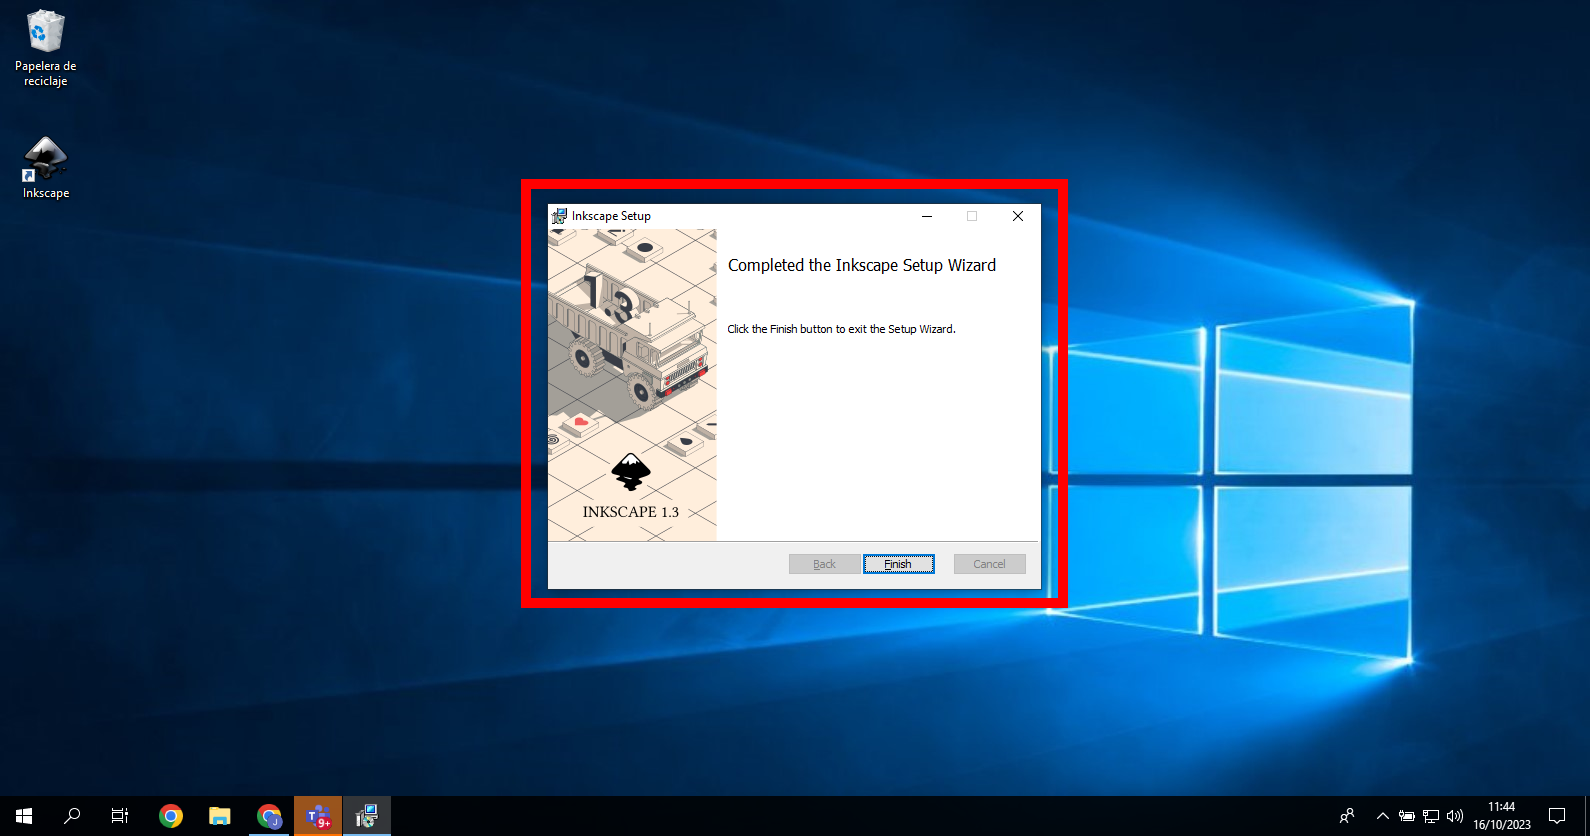 Papelera de
reciclaje
Inkscape
Inkscape Setup
1.3
Completed the Inkscape Setup Wizard
Click the Finish button to exit the Setup Wizard.
INKSCAPE 1.3
Back
Finish
Cancel
J
T
9+
11:44
16/10/2023